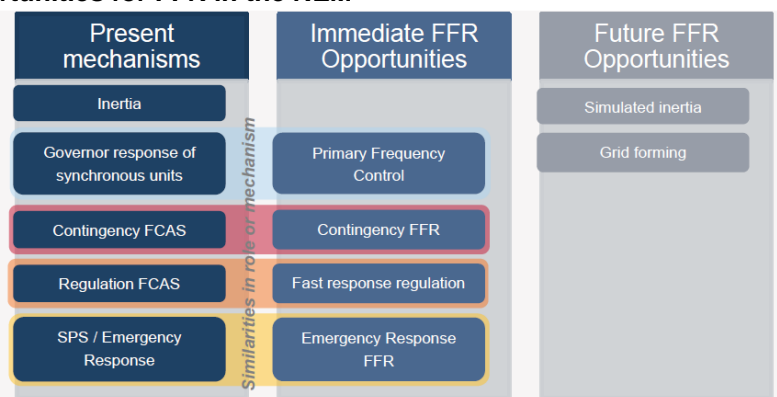 Present
mechanisms
Inertia
Governor response of
synchronous units
Contingency FCAS
Regulation FCAS
SPS / Emergency
Response
Similarities in role or mechanism
Immediate FFR
Opportunities
Primary Frequency
Control
Contingency FFR
Fast response regulation
Emergency Response
FFR
Future FFR
Opportunities
Simulated inertia
Grid forming